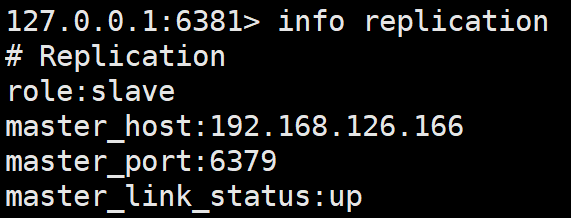 127.0.0.1:6381> info replication
# Replication
role:slave
master_host:192.168.126.166
master_port:6379
master_link_status:up